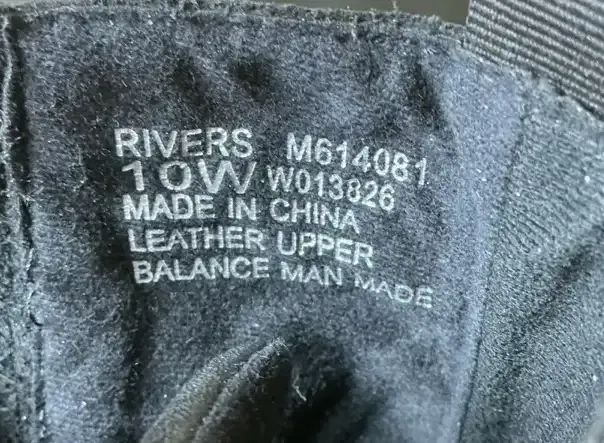 RIVERS M614081
10W W013826
MADE IN CHINA
LEATHER UPPER
BALANCE MAN MADE